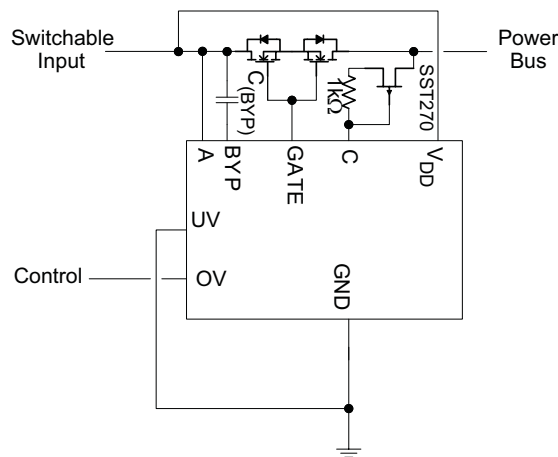 Switchable
Input
Power
Bus
C(BYP)
1kΩ
SST270
A
BYP
GATE
C
VDD
UV
OV
GND
Control